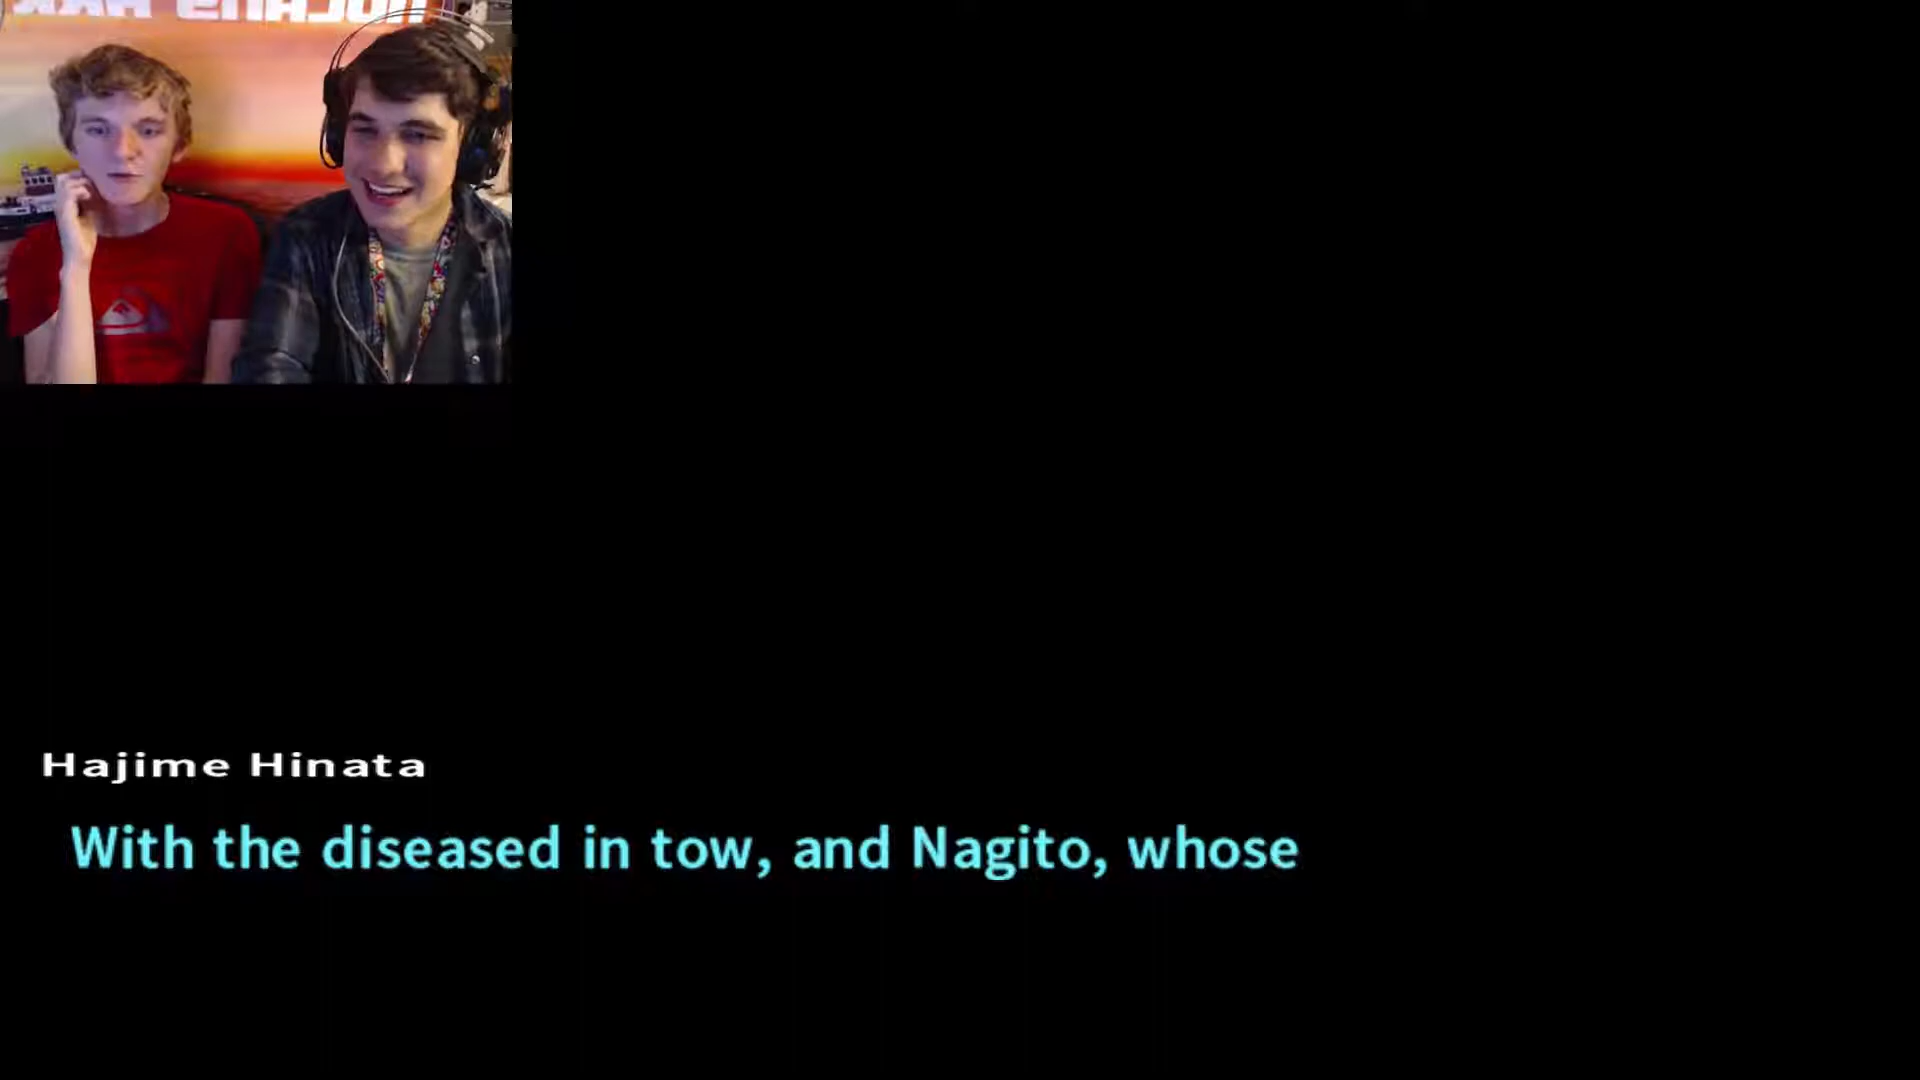 Hajime Hinata
With the diseased in tow, and Nagito, whose